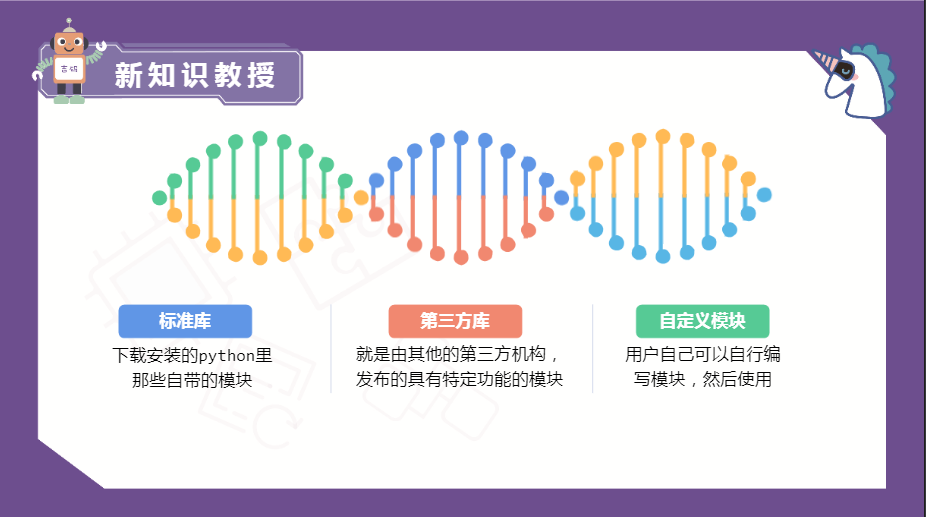 新知识教授
标准库
下载安装的python里
那些自带的模块
第三方库
就是由其他的第三方机构，
发布的具有特定功能的模块
自定义模块
用户自己可以自行编
写模块，然后使用